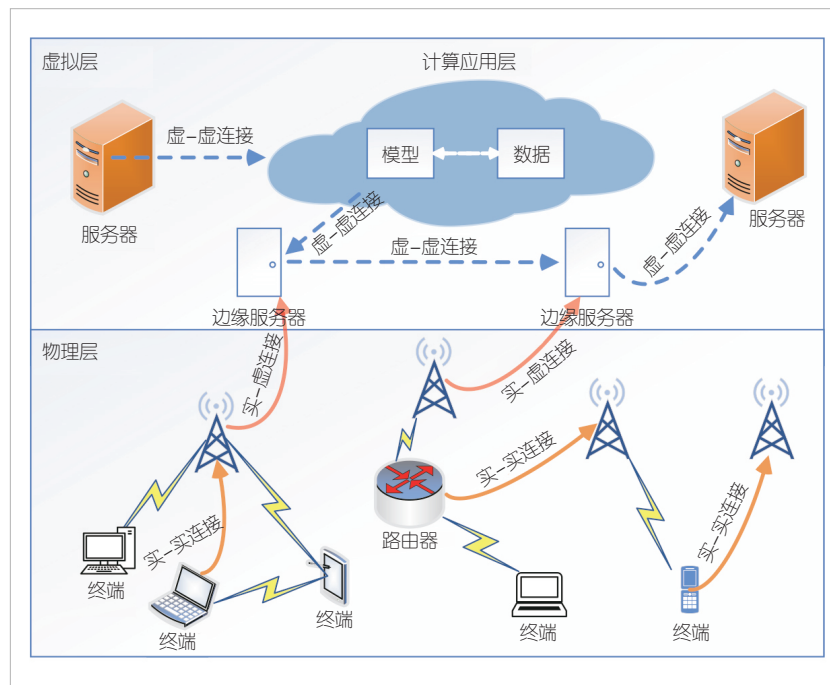 虚拟层
计算应用层
虚-虚连接
模型
数据
服务器
服务器
虚-虚连接
虚-虚连接
虚-虚连接
边缘服务器
边缘服务器
物理层
实-虚连接
实-虚连接
实-实连接
实-实连接
实-实连接
路由器
终端
终端
终端
终端
终端